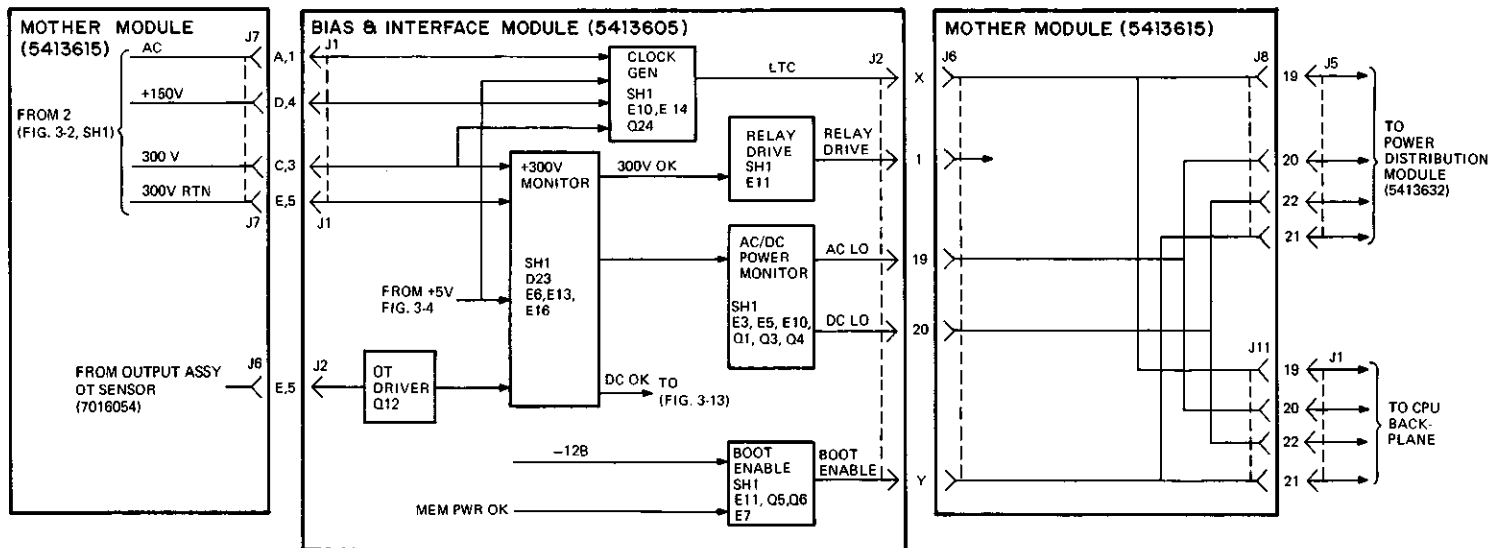 MOTHER MODULE
(5413615)
AC
J7
A,1
+150V
D,4
FROM 2
(FIG. 3-2, SH1)
300 V
C,3
300V RTN
E,5
J7
FROM OUTPUT ASSY
OT SENSOR
(7016054)
J6
E,5
BIAS & INTERFACE MODULE (5413605)
J1
J1
J2
CLOCK
GEN
SH1
E10, E 14
Q24
LTC
J2
X
+300V
MONITOR
SH1
D23
E6, E13,
E16
300V OK
RELAY
DRIVE
SH1
E11
RELAY
DRIVE
1
FROM +5V
FIG. 3-4
AC/DC
POWER
MONITOR
SH1
E3, E5, E10,
Q1, Q3, Q4
AC LO
19
DC LO
20
OT
DRIVER
Q12
DC OK
TO
(FIG. 3-13)
−12B
MEM PWR OK
BOOT
ENABLE
SH1
E11, Q5,Q6
E7
BOOT
ENABLE
Y
MOTHER MODULE (5413615)
J6
J8
J5
19
20
22
21
TO
POWER
DISTRIBUTION
MODULE
(5413632)
J11
J1
19
20
22
21
TO CPU
BACK-
PLANE